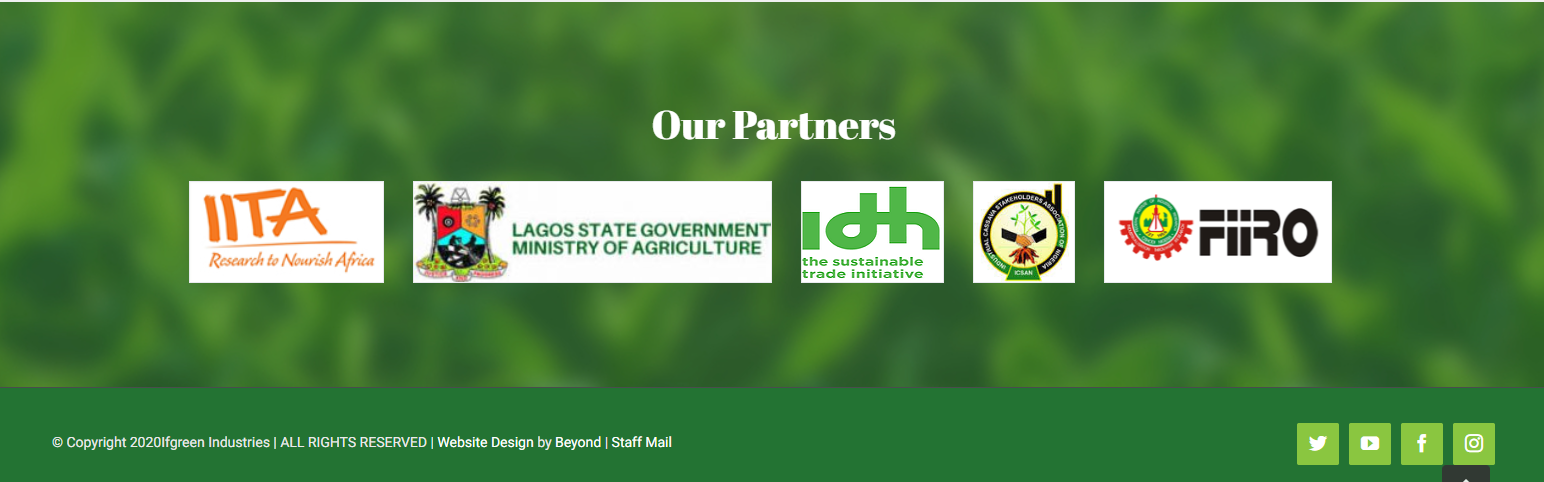 Our Partners
IITA
Research to Nourish Africa
LAGOS STATE GOVERNMENT
MINISTRY OF AGRICULTURE
idh
the sustainable
trade initiative
INDUSTRIAL CASSAVA STAKEHOLDERS ASSOCIATION OF NIGERIA
ICSAN
FIIRO
© Copyright 2020Ifgreen Industries | ALL RIGHTS RESERVED | Website Design by Beyond | Staff Mail